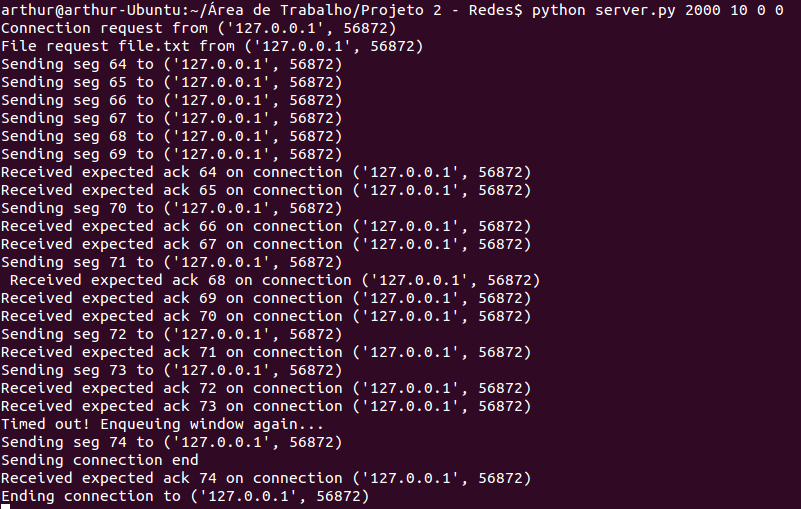 arthur@arthur-Ubuntu:~/Área de Trabalho/Projeto 2 - Redes$ python server.py 2000 10 0 0
Connection request from ('127.0.0.1', 56872)
File request file.txt from ('127.0.0.1', 56872)
Sending seg 64 to ('127.0.0.1', 56872)
Sending seg 65 to ('127.0.0.1', 56872)
Sending seg 66 to ('127.0.0.1', 56872)
Sending seg 67 to ('127.0.0.1', 56872)
Sending seg 68 to ('127.0.0.1', 56872)
Sending seg 69 to ('127.0.0.1', 56872)
Received expected ack 64 on connection ('127.0.0.1', 56872)
Received expected ack 65 on connection ('127.0.0.1', 56872)
Sending seg 70 to ('127.0.0.1', 56872)
Received expected ack 66 on connection ('127.0.0.1', 56872)
Received expected ack 67 on connection ('127.0.0.1', 56872)
Sending seg 71 to ('127.0.0.1', 56872)
 Received expected ack 68 on connection ('127.0.0.1', 56872)
Received expected ack 69 on connection ('127.0.0.1', 56872)
Received expected ack 70 on connection ('127.0.0.1', 56872)
Sending seg 72 to ('127.0.0.1', 56872)
Received expected ack 71 on connection ('127.0.0.1', 56872)
Sending seg 73 to ('127.0.0.1', 56872)
Received expected ack 72 on connection ('127.0.0.1', 56872)
Received expected ack 73 on connection ('127.0.0.1', 56872)
Timed out! Enqueuing window again...
Sending seg 74 to ('127.0.0.1', 56872)
Sending connection end
Received expected ack 74 on connection ('127.0.0.1', 56872)
Ending connection to ('127.0.0.1', 56872)